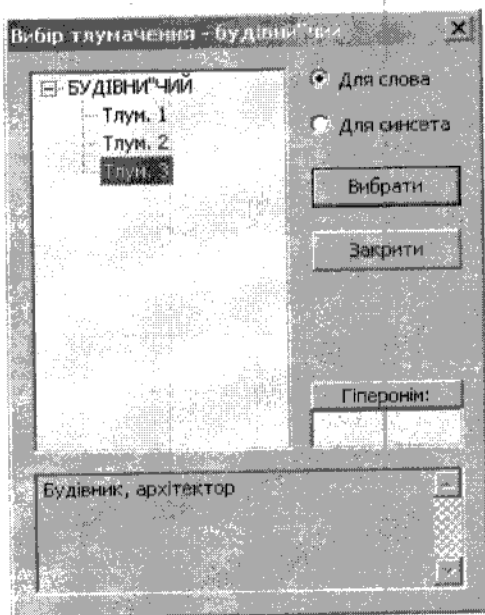 Вибір тлумачення - будівни"чий
БУДІВНИ"ЧИЙ
Тлум. 1
Тлум. 2
Тлум. 3
Для слова
Для синсета
Вибрати
Закрити
Гіперонім:
Будівник, архітектор